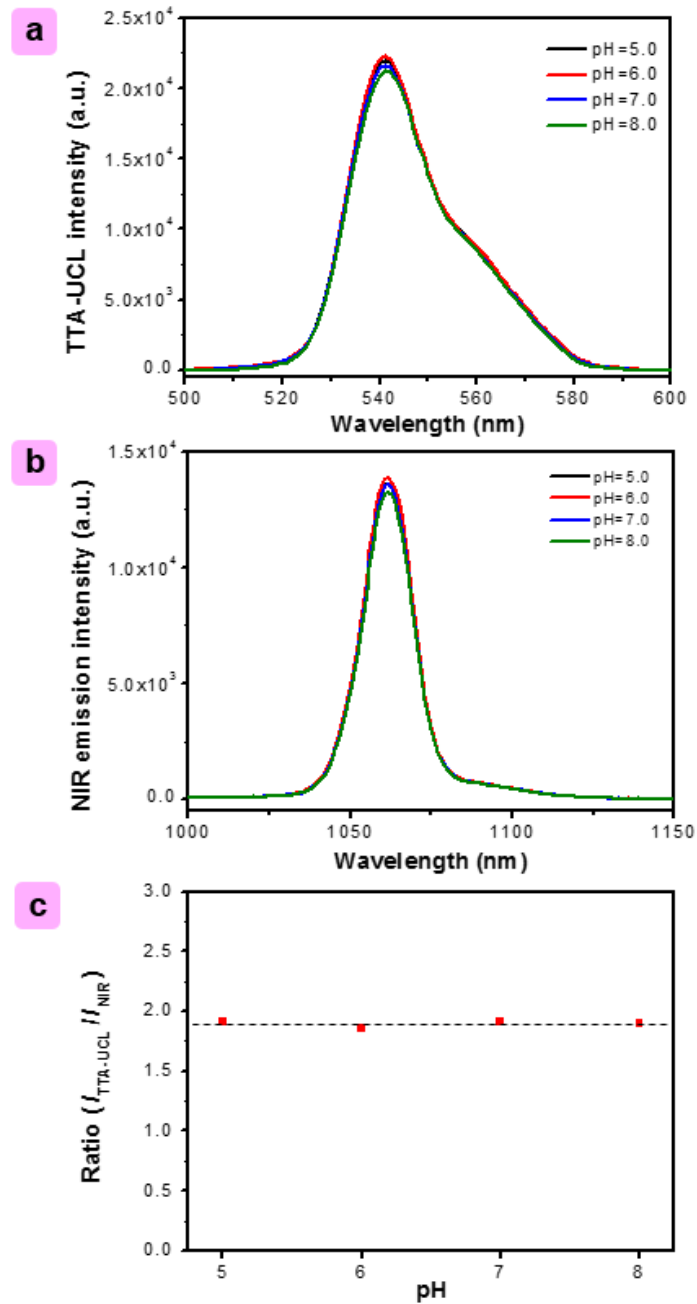 a
TTA-UCL intensity (a.u.)
2.5x10⁴
2.0x10⁴
1.5x10⁴
1.0x10⁴
5.0x10³
0.0
pH=5.0
pH=6.0
pH=7.0
pH=8.0
500 520 540 560 580 600
Wavelength (nm)
b
NIR emission intensity (a.u.)
1.5x10⁴
1.0x10⁴
5.0x10³
0.0
pH=5.0
pH=6.0
pH=7.0
pH=8.0
1000 1050 1100 1150
Wavelength (nm)
c
Ratio (I TTA-UCL /I NIR)
3.0
2.5
2.0
1.5
1.0
0.5
0.0
5 6 7 8
pH